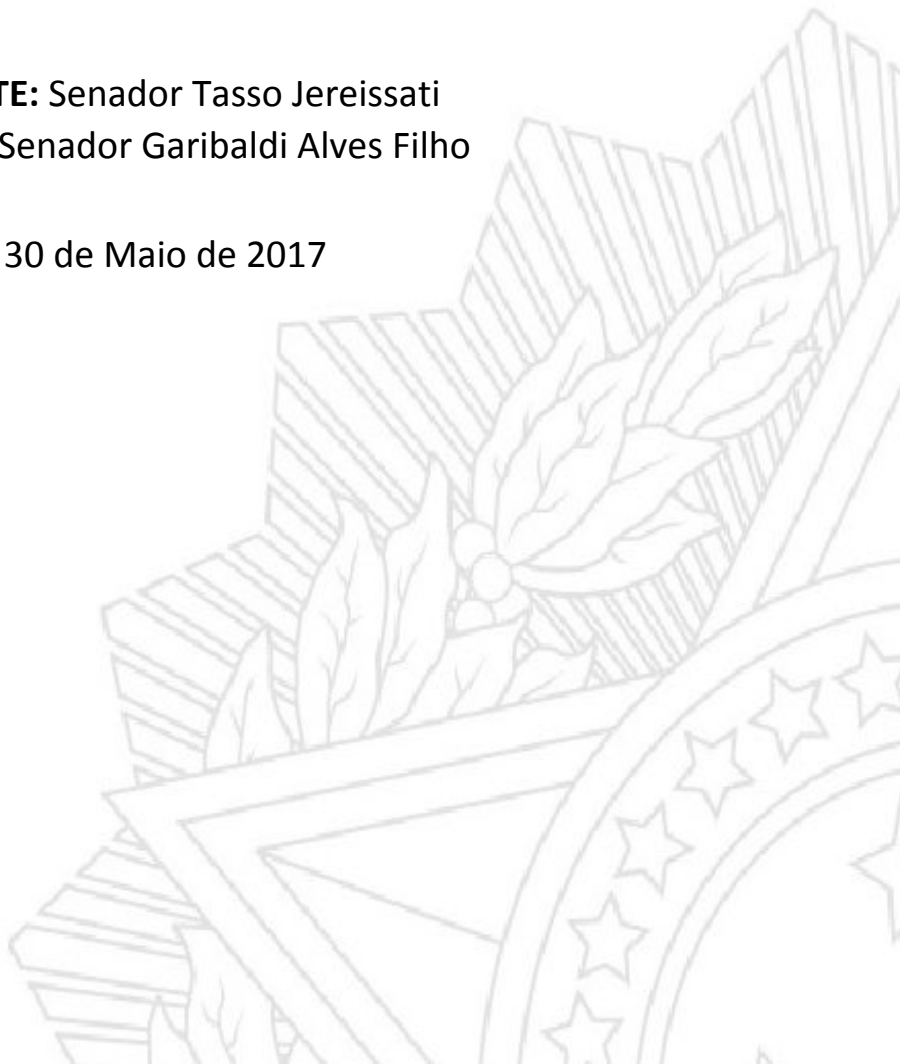 TE: Senador Tasso Jereissati
Senador Garibaldi Alves Filho
30 de Maio de 2017